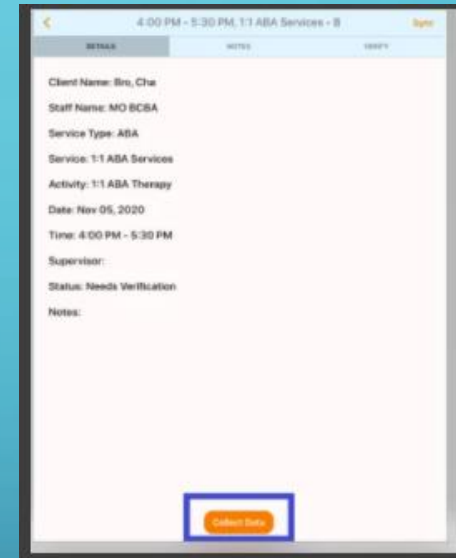 4:00 PM - 5:30 PM, 1:1 ABA Services - B
Sync
DETAILS
NOTES
VERIFY
Client Name: Bro, Cha
Staff Name: MO BCBA
Service Type: ABA
Service: 1:1 ABA Services
Activity: 1:1 ABA Therapy
Date: Nov 05, 2020
Time: 4:00 PM - 5:30 PM
Supervisor:
Status: Needs Verification
Notes:
Collect Data